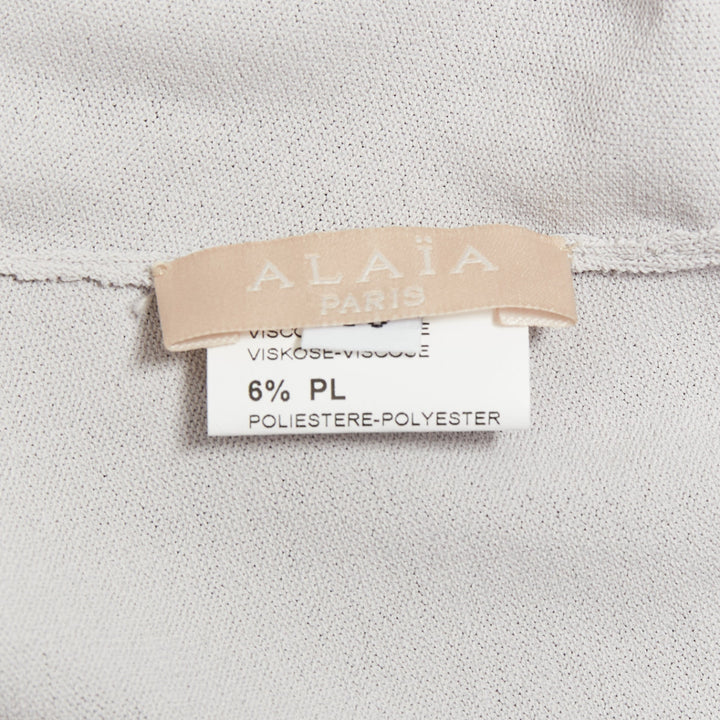 ALAÏA
PARIS
VISKOSE-VISCOSE
6% PL
POLIESTERE-POLYESTER